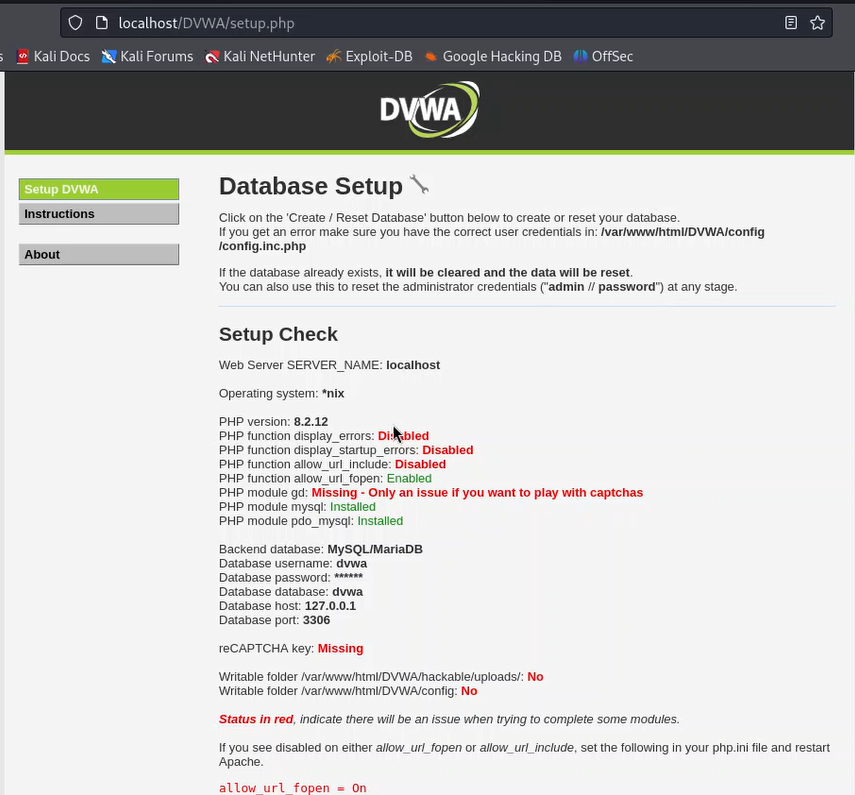 localhost/DVWA/setup.php
s Kali Docs Kali Forums Kali NetHunter Exploit-DB Google Hacking DB OffSec
DVWA
Setup DVWA
Instructions
About
Database Setup
Click on the 'Create / Reset Database' button below to create or reset your database.
If you get an error make sure you have the correct user credentials in: /var/www/html/DVWA/config
/config.inc.php
If the database already exists, it will be cleared and the data will be reset.
You can also use this to reset the administrator credentials ("admin // password") at any stage.
Setup Check
Web Server SERVER_NAME: localhost
Operating system: *nix
PHP version: 8.2.12
PHP function display_errors: Disabled
PHP function display_startup_errors: Disabled
PHP function allow_url_include: Disabled
PHP function allow_url_fopen: Enabled
PHP module gd: Missing - Only an issue if you want to play with captchas
PHP module mysql: Installed
PHP module pdo_mysql: Installed
Backend database: MySQL/MariaDB
Database username: dvwa
Database password: ******
Database database: dvwa
Database host: 127.0.0.1
Database port: 3306
reCAPTCHA key: Missing
Writable folder /var/www/html/DVWA/hackable/uploads/: No
Writable folder /var/www/html/DVWA/config: No
Status in red, indicate there will be an issue when trying to complete some modules.
If you see disabled on either allow_url_fopen or allow_url_include, set the following in your php.ini file and restart
Apache.
allow_url_fopen = On